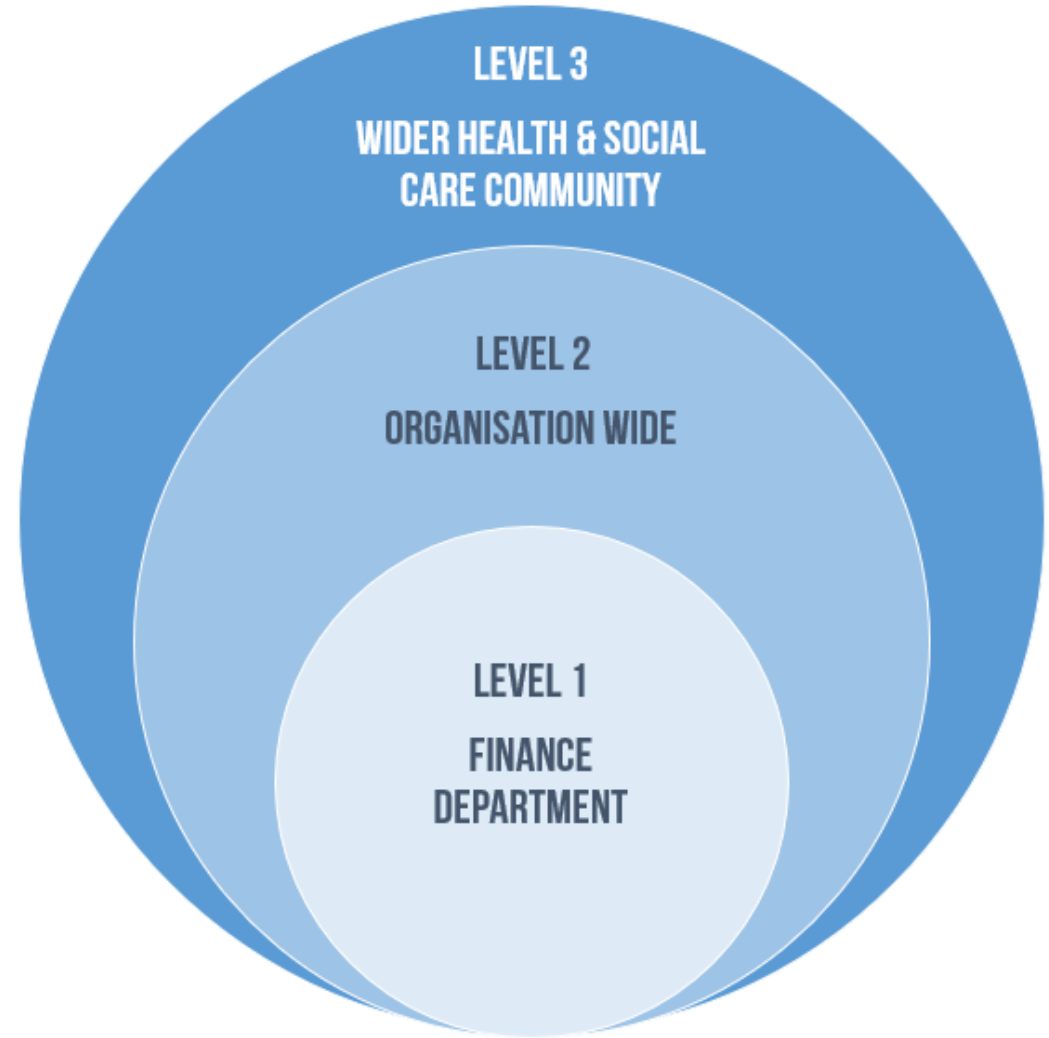 LEVEL 3
WIDER HEALTH & SOCIAL
CARE COMMUNITY
LEVEL 2
ORGANISATION WIDE
LEVEL 1
FINANCE
DEPARTMENT